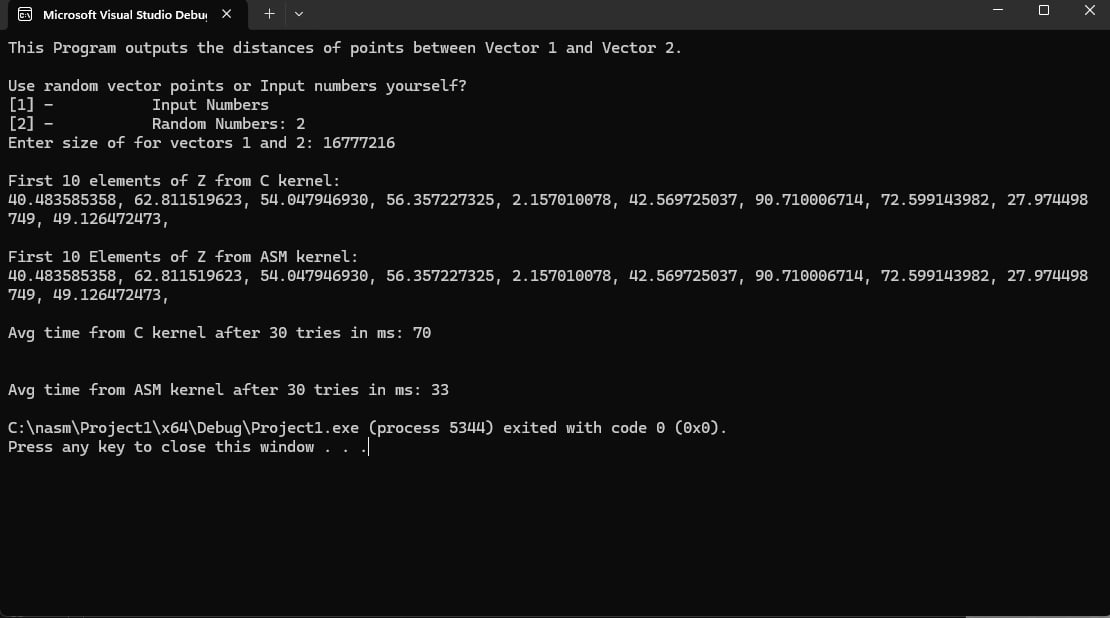 Microsoft Visual Studio Debug
This Program outputs the distances of points between Vector 1 and Vector 2.
Use random vector points or Input numbers yourself?
[1] -           Input Numbers
[2] -           Random Numbers: 2
Enter size of for vectors 1 and 2: 16777216
First 10 elements of Z from C kernel:
40.483585358, 62.811519623, 54.047946930, 56.357227325, 2.157010078, 42.569725037, 90.710006714, 72.599143982, 27.974498
749, 49.126472473,
First 10 Elements of Z from ASM kernel:
40.483585358, 62.811519623, 54.047946930, 56.357227325, 2.157010078, 42.569725037, 90.710006714, 72.599143982, 27.974498
749, 49.126472473,
Avg time from C kernel after 30 tries in ms: 70
Avg time from ASM kernel after 30 tries in ms: 33
C:\nasm\Project1\x64\Debug\Project1.exe (process 5344) exited with code 0 (0x0).
Press any key to close this window . . .